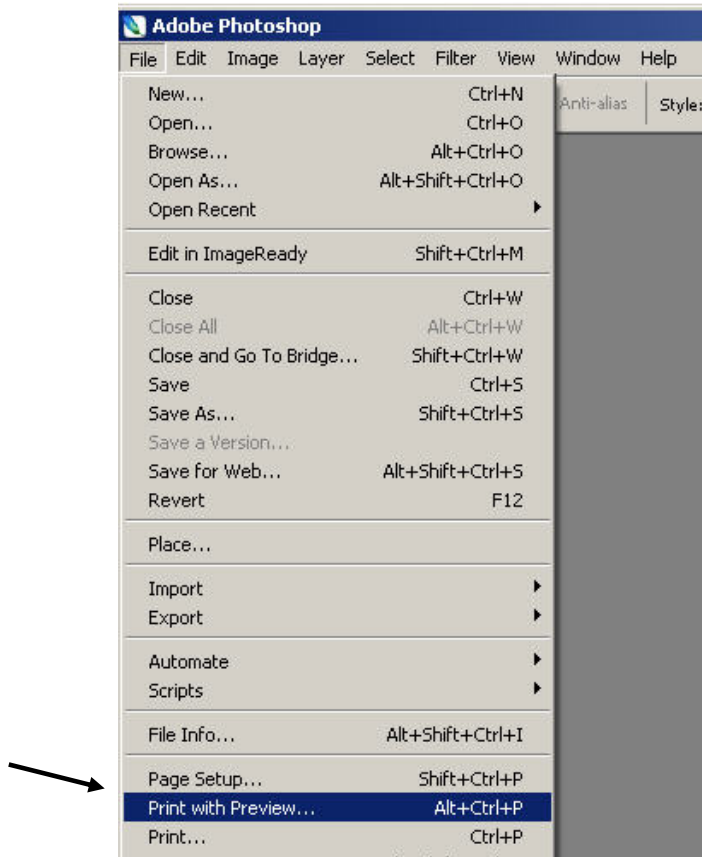 Adobe Photoshop
File Edit Image Layer Select Filter View Window Help
Anti-alias Style:
New... Ctrl+N
Open... Ctrl+O
Browse... Alt+Ctrl+O
Open As... Alt+Shift+Ctrl+O
Open Recent
Edit in ImageReady Shift+Ctrl+M
Close Ctrl+W
Close All Alt+Ctrl+W
Close and Go To Bridge... Shift+Ctrl+W
Save Ctrl+S
Save As... Shift+Ctrl+S
Save a Version...
Save for Web... Alt+Shift+Ctrl+S
Revert F12
Place...
Import
Export
Automate
Scripts
File Info... Alt+Shift+Ctrl+I
Page Setup... Shift+Ctrl+P
Print with Preview... Alt+Ctrl+P
Print... Ctrl+P